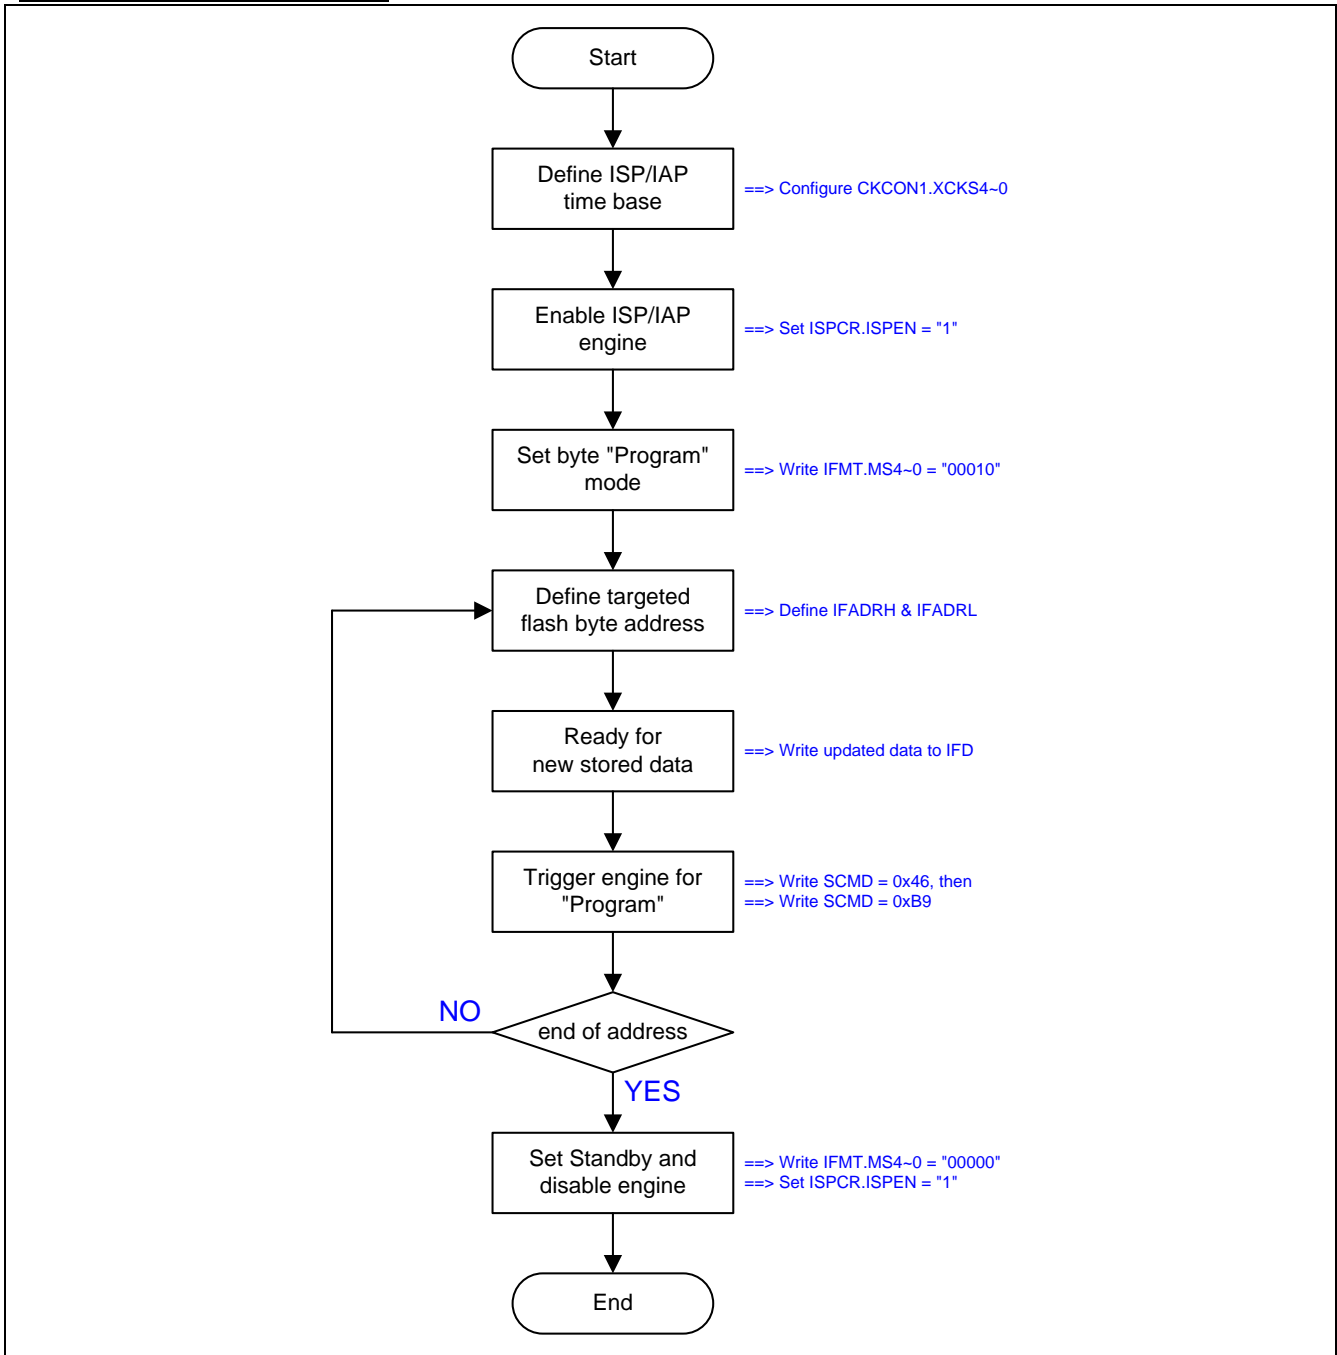 Start
Define ISP/IAP
time base
==> Configure CKCON1.XCKS4~0
Enable ISP/IAP
engine
==> Set ISPCR.ISPEN = "1"
Set byte "Program"
mode
==> Write IFMT.MS4~0 = "00010"
Define targeted
flash byte address
==> Define IFADRH & IFADRL
Ready for
new stored data
==> Write updated data to IFD
Trigger engine for
"Program"
==> Write SCMD = 0x46, then
==> Write SCMD = 0xB9
NO
end of address
YES
Set Standby and
disable engine
==> Write IFMT.MS4~0 = "00000"
==> Set ISPCR.ISPEN = "1"
End